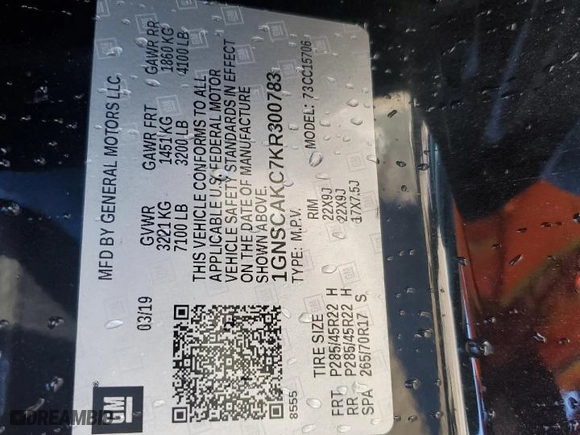 GM
MFD BY GENERAL MOTORS LLC
03/19
GVWR GAWR FRT GAWR RR
3221 KG 1451 KG 1860 KG
7100 LB 3200 LB 4100 LB
THIS VEHICLE CONFORMS TO ALL
APPLICABLE U.S. FEDERAL MOTOR
VEHICLE SAFETY STANDARDS IN EFFECT
ON THE DATE OF MANUFACTURE
SHOWN ABOVE.
1GNSCAKC7KR300783
TYPE: M.P.V. MODEL: 73CC15706
8555
TIRE SIZE RIM
FRT P285/45R22 H 22X9J
RR P285/45R22 H 22X9J
SPA 265/70R17 S 17X7.5J
DREAMBID